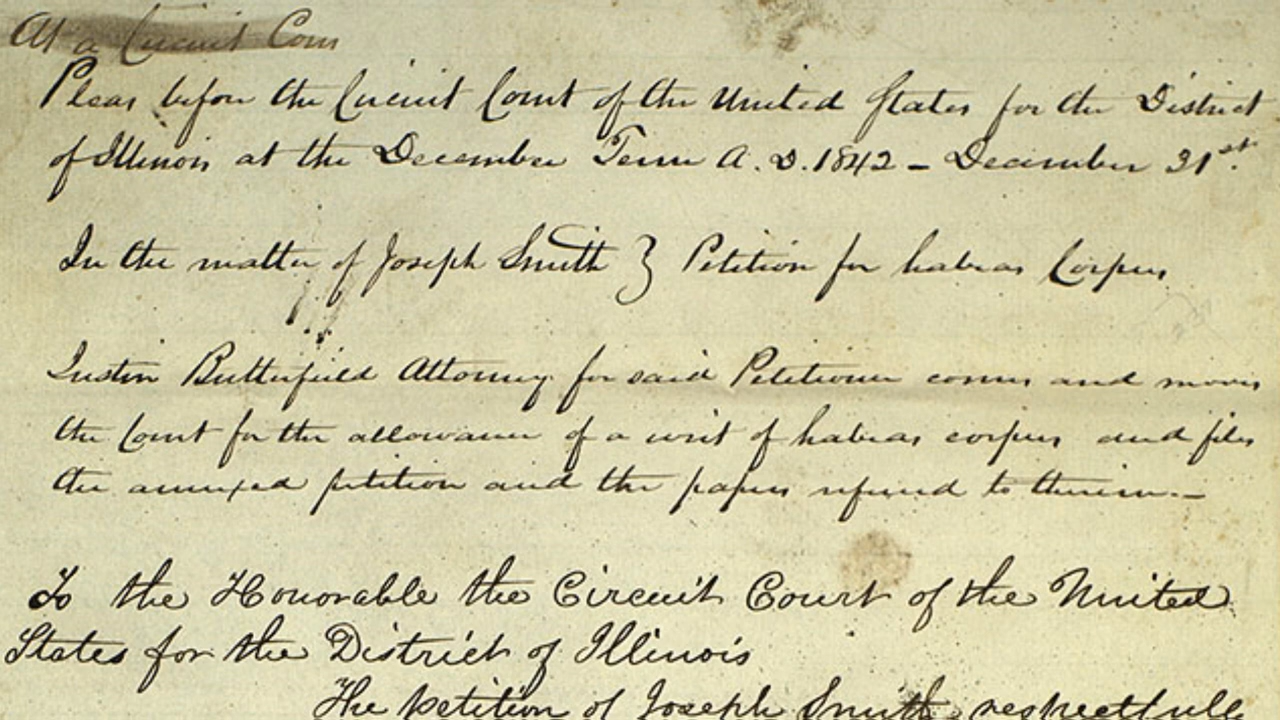 At a Circuit Cour
Pleas before the Circuit Court of the United States for the District
of Illinois at the December Term A. D. 1842 – December 31st.
In the matter of Joseph Smith } Petition for habeas Corpus
Justin Butterfield Attorney for said Petitioner comes and moves
the Court for the allowance of a writ of habeas corpus and files
the annexed petition and the papers referred to therein.–
To the Honorable the Circuit Court of the United
States for the District of Illinois
The petition of Joseph Smith respectfull